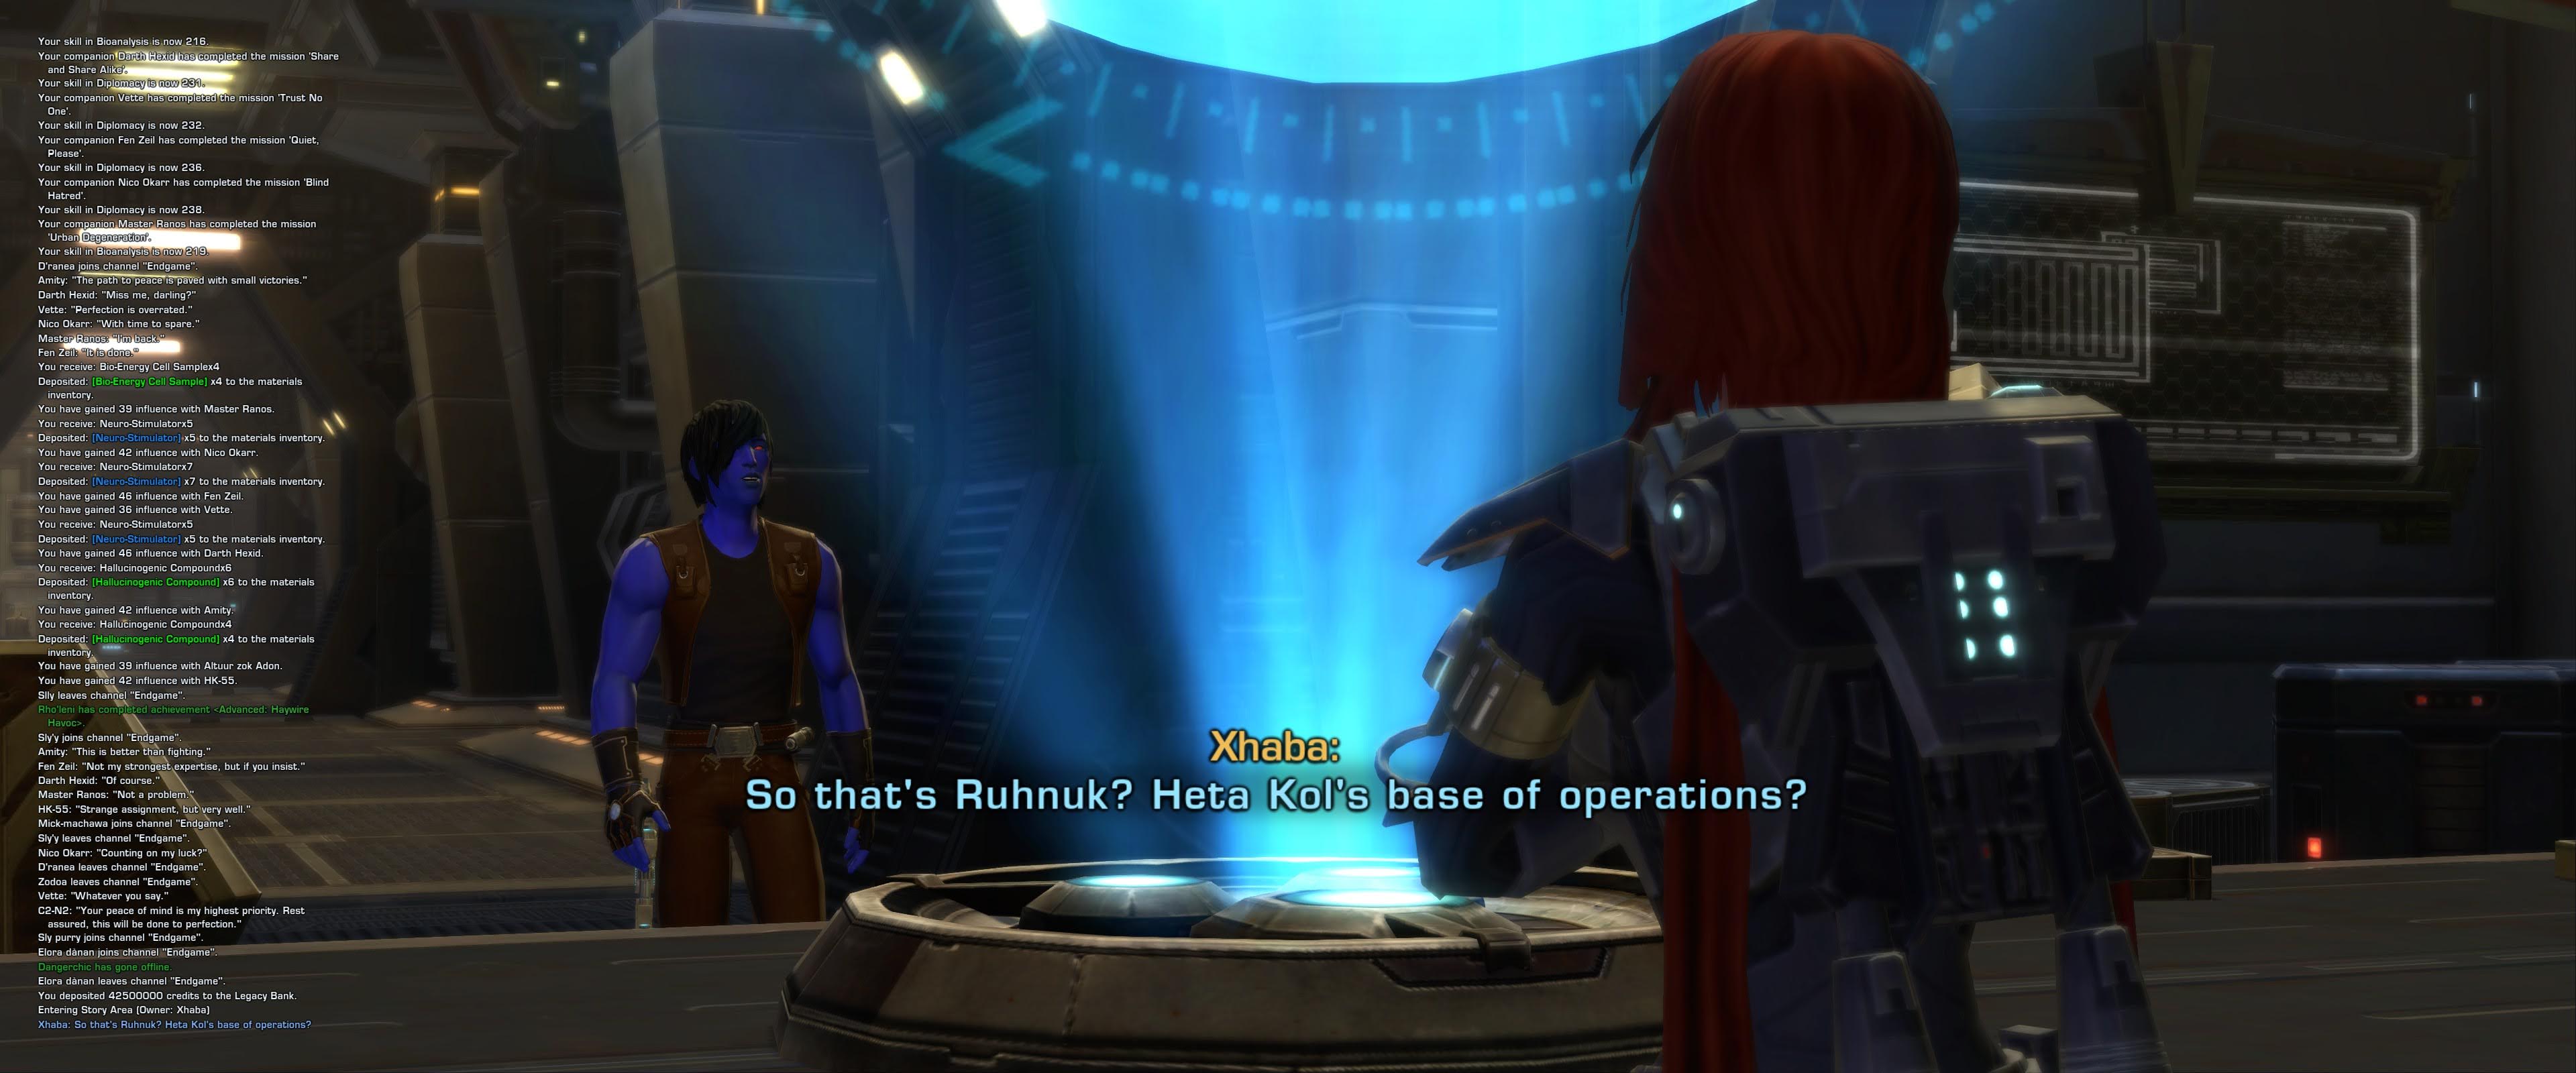 Your skill in Bioanalysis is now 216.
Your companion Darth Hexid has completed the mission 'Share
and Share Alike'.
Your skill in Diplomacy is now 231.
Your companion Vette has completed the mission 'Trust No
One'.
Your skill in Diplomacy is now 232.
Your companion Fen Zeil has completed the mission 'Quiet,
Please'.
Your skill in Diplomacy is now 236.
Your companion Nico Okarr has completed the mission 'Blind
Hatred'.
Your skill in Diplomacy is now 238.
Your companion Master Ranos has completed the mission
'Urban Degeneration'.
Your skill in Bioanalysis is now 219.
D'ranea joins channel "Endgame".
Amity: "The path to peace is paved with small victories."
Darth Hexid: "Miss me, darling?"
Vette: "Perfection is overrated."
Nico Okarr: "With time to spare."
Master Ranos: "I'm back."
Fen Zeil: "It is done."
You receive: Bio-Energy Cell Samplex4
Deposited: [Bio-Energy Cell Sample] x4 to the materials
inventory.
You have gained 39 influence with Master Ranos.
You receive: Neuro-Stimulatorx5
Deposited: [Neuro-Stimulator] x5 to the materials inventory.
You have gained 42 influence with Nico Okarr.
You receive: Neuro-Stimulatorx7
Deposited: [Neuro-Stimulator] x7 to the materials inventory.
You have gained 46 influence with Fen Zeil.
You have gained 36 influence with Vette.
You receive: Neuro-Stimulatorx5
Deposited: [Neuro-Stimulator] x5 to the materials inventory.
You have gained 46 influence with Darth Hexid.
You receive: Hallucinogenic Compoundx6
Deposited: [Hallucinogenic Compound] x6 to the materials
inventory.
You have gained 42 influence with Amity.
You receive: Hallucinogenic Compoundx4
Deposited: [Hallucinogenic Compound] x4 to the materials
inventory.
You have gained 39 influence with Altuur zok Adon.
You have gained 42 influence with HK-55.
Slly leaves channel "Endgame".
Rho'leni has completed achievement <Advanced: Haywire
Havoc>.
Sly'y joins channel "Endgame".
Amity: "This is better than fighting."
Fen Zeil: "Not my strongest expertise, but if you insist."
Darth Hexid: "Of course."
Master Ranos: "Not a problem."
HK-55: "Strange assignment, but very well."
Mick-machawa joins channel "Endgame".
Sly'y leaves channel "Endgame".
Nico Okarr: "Counting on my luck?"
D'ranea leaves channel "Endgame".
Zodoa leaves channel "Endgame".
Vette: "Whatever you say."
C2-N2: "Your peace of mind is my highest priority. Rest
assured, this will be done to perfection."
Sly purry joins channel "Endgame".
Elora dànan joins channel "Endgame".
Dangerchic has gone offline.
Elora dànan leaves channel "Endgame".
You deposited 42500000 credits to the Legacy Bank.
Entering Story Area (Owner: Xhaba)
Xhaba: So that's Ruhnuk? Heta Kol's base of operations?
Xhaba:
So that's Ruhnuk? Heta Kol's base of operations?